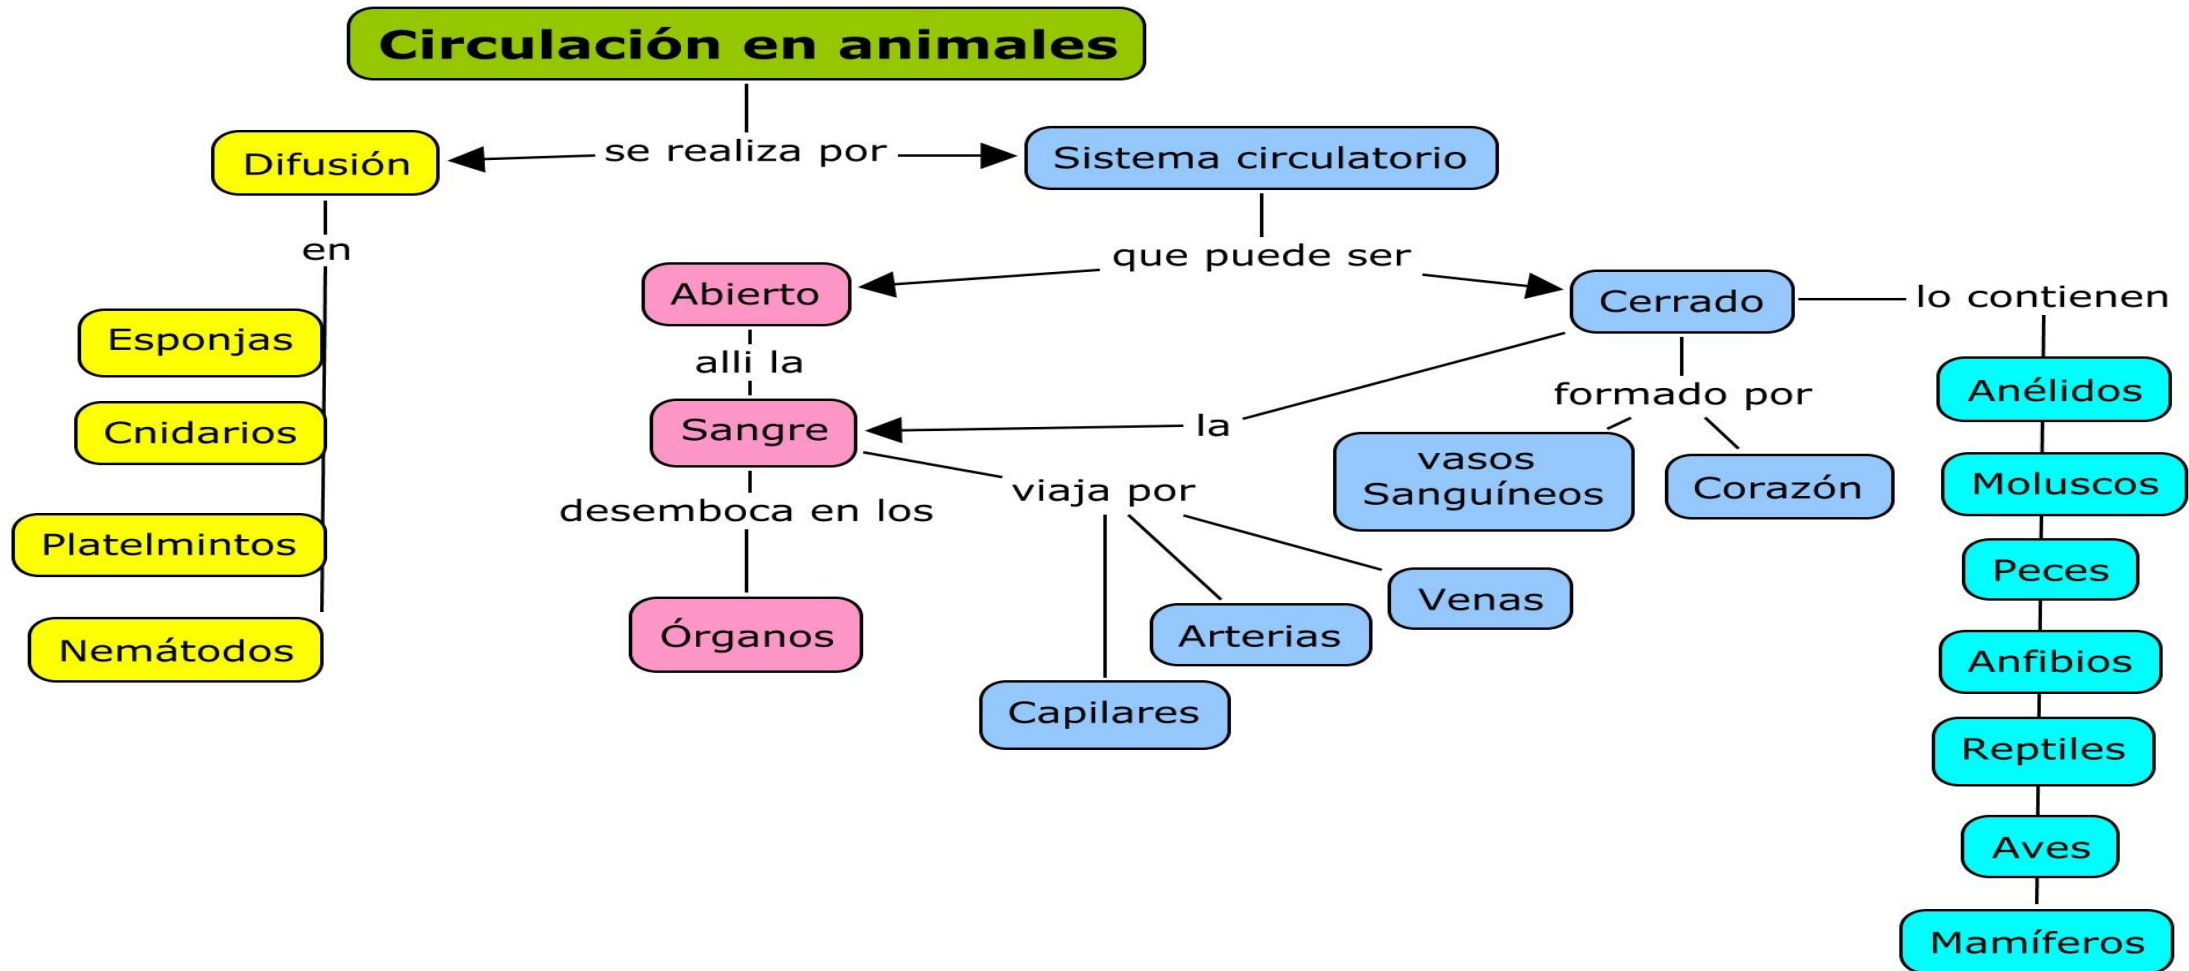 Circulación en animales
Difusión
se realiza por
Sistema circulatorio
en
Esponjas
Cnidarios
Platelmintos
Nemátodos
que puede ser
Abierto
alli la
Sangre
desemboca en los
Órganos
Cerrado
la
viaja por
Capilares
Arterias
Venas
formado por
vasos
Sanguíneos
Corazón
lo contienen
Anélidos
Moluscos
Peces
Anfibios
Reptiles
Aves
Mamíferos